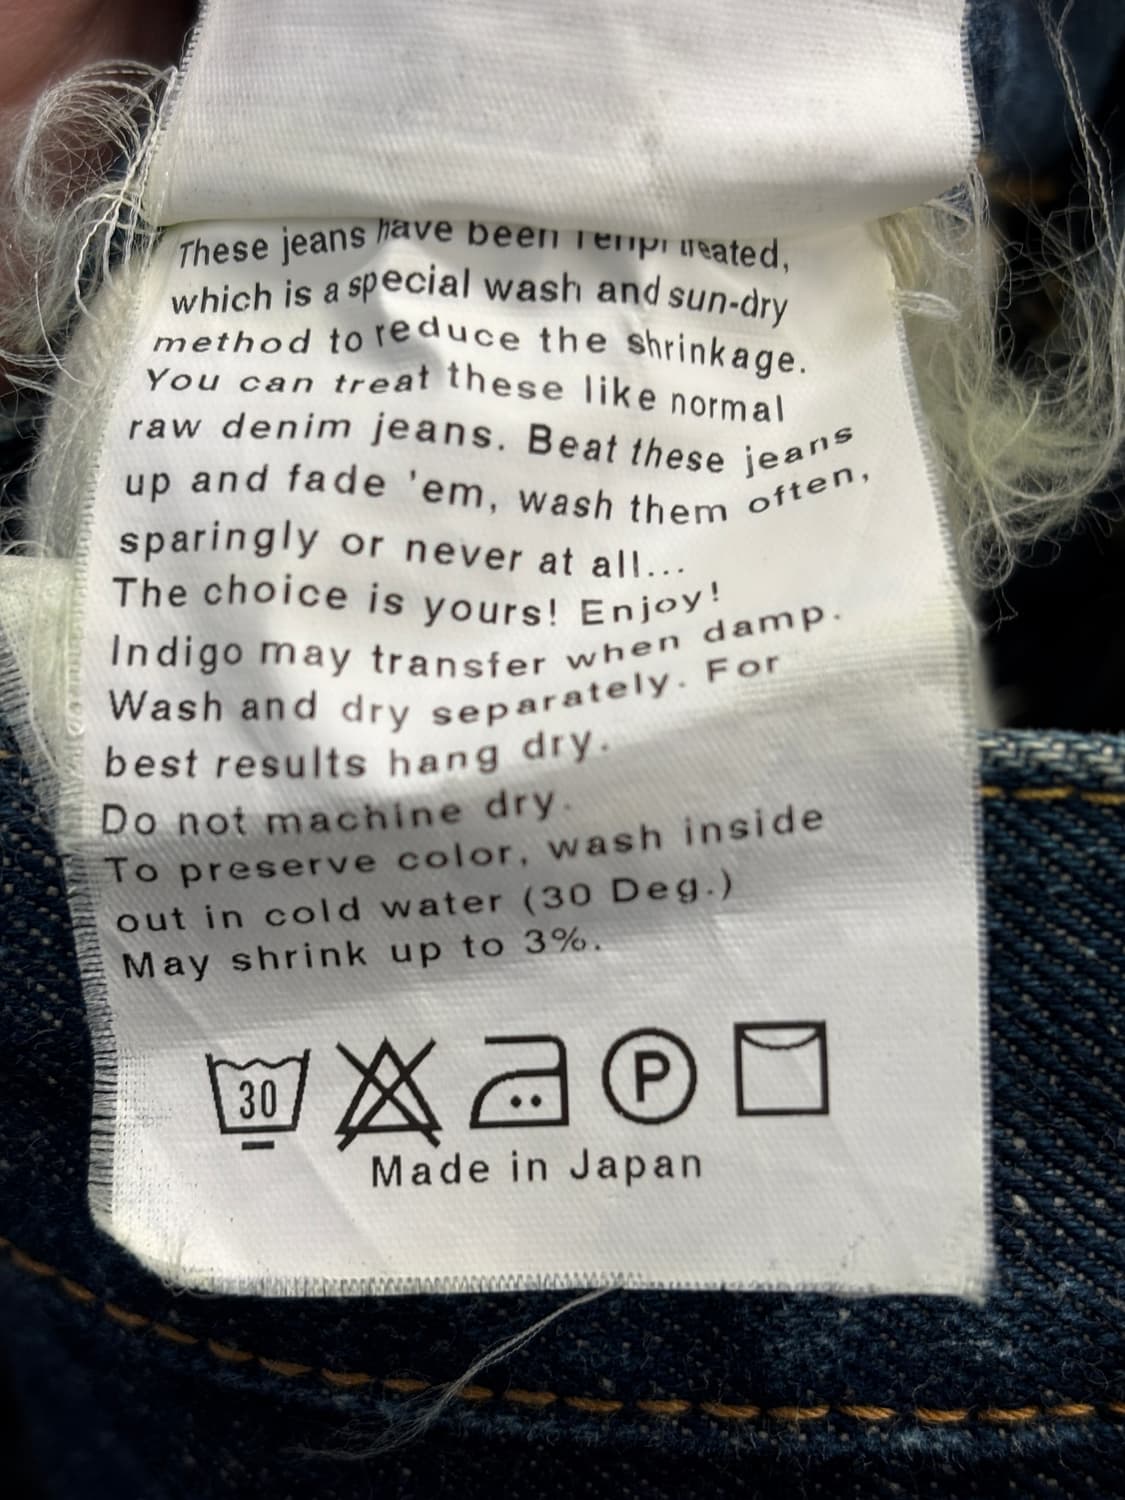 These jeans have been Tenpi treated,
which is a special wash and sun-dry
method to reduce the shrinkage.
You can treat these like normal
raw denim jeans. Beat these jeans
up and fade 'em, wash them often,
sparingly or never at all...
The choice is yours! Enjoy!
Indigo may transfer when damp.
Wash and dry separately. For
best results hang dry.
Do not machine dry.
To preserve color, wash inside
out in cold water (30 Deg.)
May shrink up to 3%.
30 P
Made in Japan